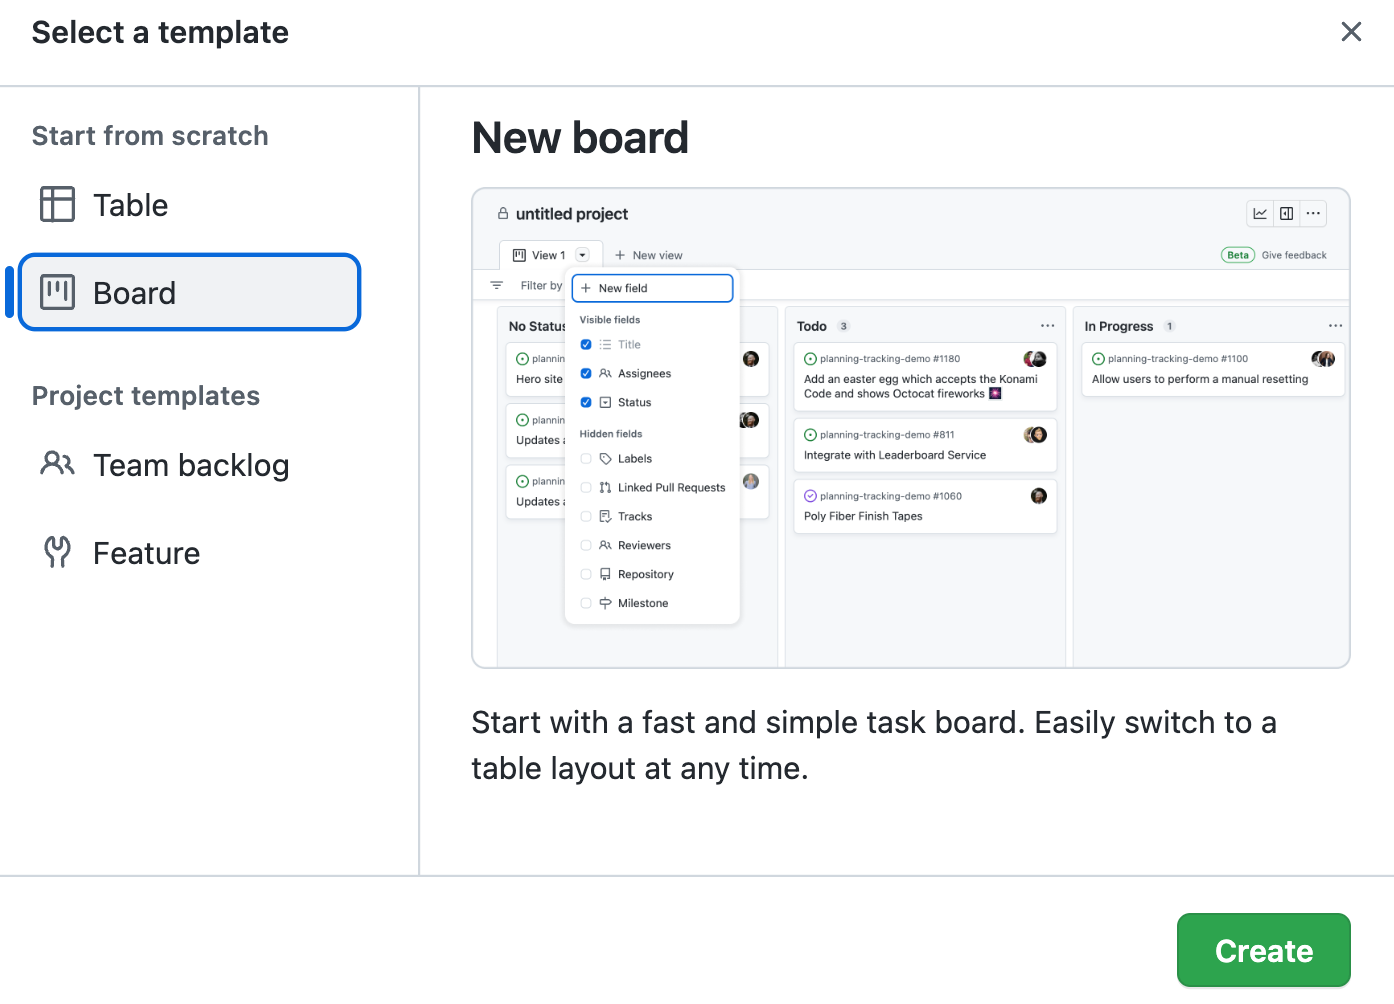 Select a template
Start from scratch
Table
Board
Project templates
Team backlog
Feature
New board
untitled project
View 1
New view
Beta
Give feedback
Filter by
New field
Visible fields
Title
Assignees
Status
Hidden fields
Labels
Linked Pull Requests
Tracks
Reviewers
Repository
Milestone
No Status
plannin
Hero site
plannin
Updates a
plannin
Updates a
Todo 3
planning-tracking-demo #1180
Add an easter egg which accepts the Konami
Code and shows Octocat fireworks 🎆
planning-tracking-demo #811
Integrate with Leaderboard Service
planning-tracking-demo #1060
Poly Fiber Finish Tapes
In Progress 1
planning-tracking-demo #1100
Allow users to perform a manual resetting
Start with a fast and simple task board. Easily switch to a
table layout at any time.
Create